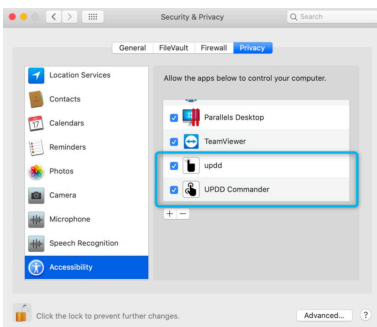 Security & Privacy
Search
General
FileVault
Firewall
Privacy
Location Services
Contacts
17
Calendars
Reminders
Photos
Camera
Microphone
Speech Recognition
Accessibility
Allow the apps below to control your computer.
Parallels Desktop
TeamViewer
updd
UPDD Commander
+ −
Click the lock to prevent further changes.
Advanced...
?